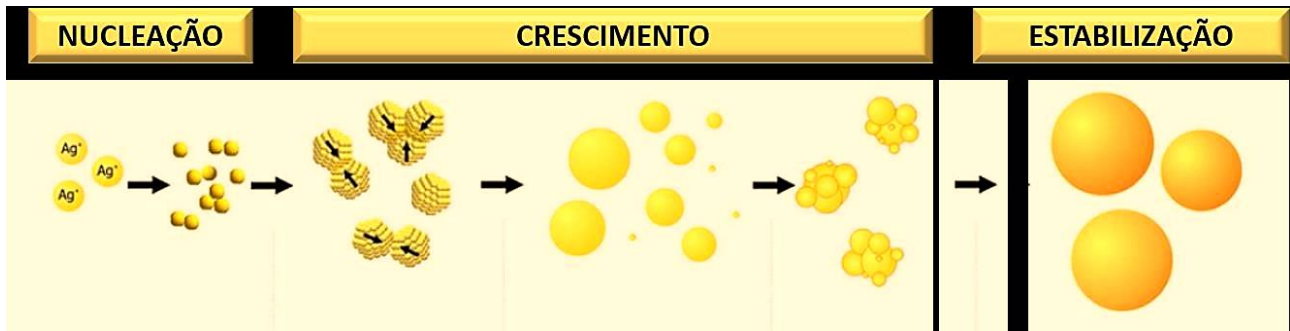 NUCLEAÇÃO
CRESCIMENTO
ESTABILIZAÇÃO
Ag⁺
Ag⁺
Ag⁺